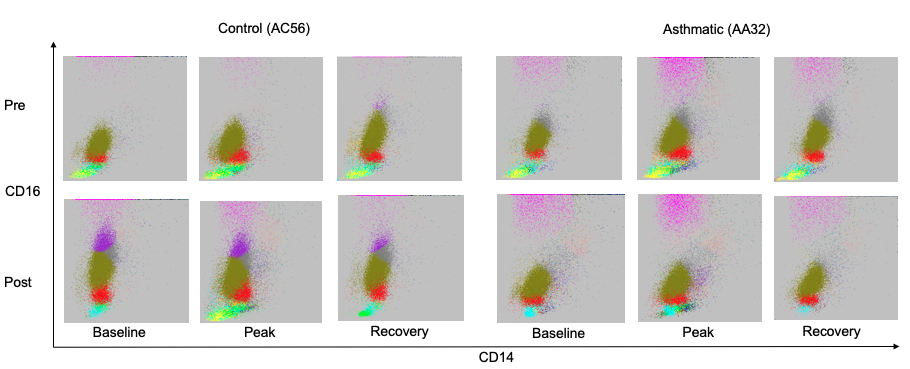 Control (AC56) Asthmatic (AA32)
Pre
CD16
Post
Baseline Peak Recovery Baseline Peak Recovery
CD14